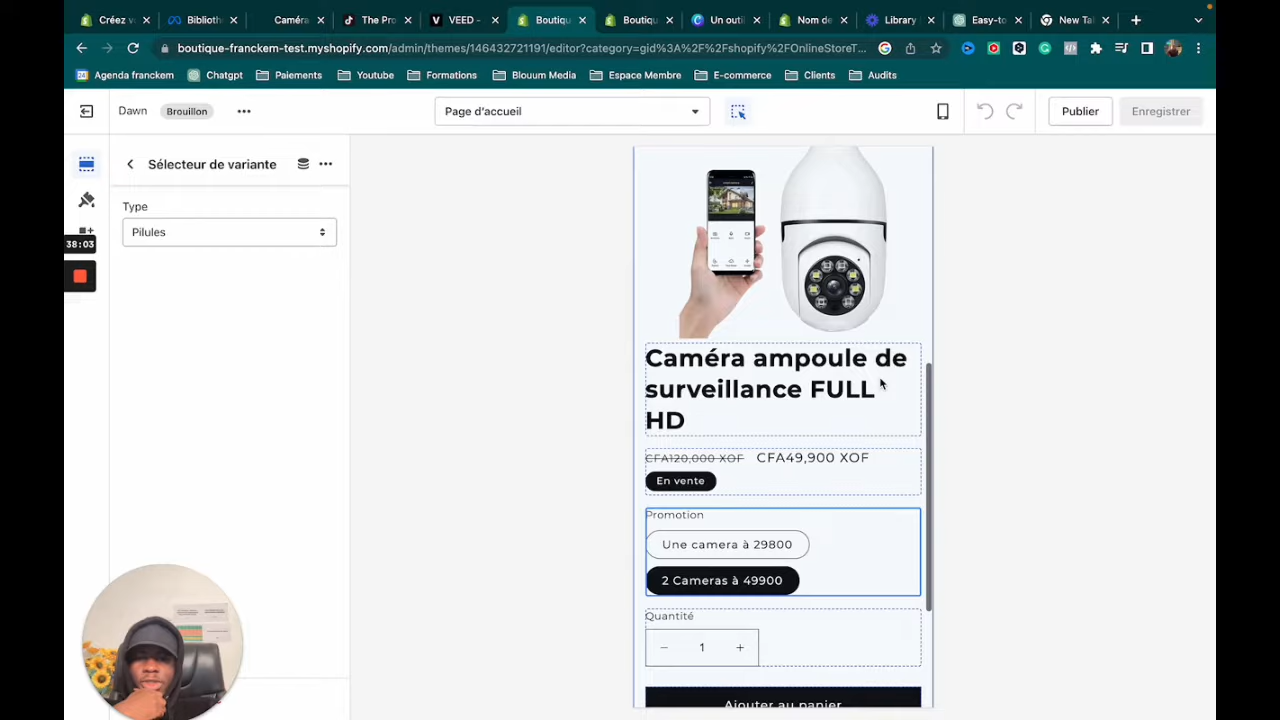 Créez v
Biblioth
Caméra
The Pro
VEED -
Boutiqu
Boutiqu
Un outil
Nom de
Library
Easy-to
New Tab
boutique-franckem-test.myshopify.com/admin/themes/146432721191/editor?category=gid%3A%2F%2Fshopify%2FOnlineStoreT...
Agenda franckem
Chatgpt
Paiements
Youtube
Formations
Blouum Media
Espace Membre
E-commerce
Clients
Audits
Dawn
Brouillon
Page d'accueil
Publier
Enregistrer
Sélecteur de variante
Type
Pilules
38:03
Caméra ampoule de
surveillance FULL
HD
CFA120,000 XOF CFA49,900 XOF
En vente
Promotion
Une camera à 29800
2 Cameras à 49900
Quantité
1
Ajouter au panier